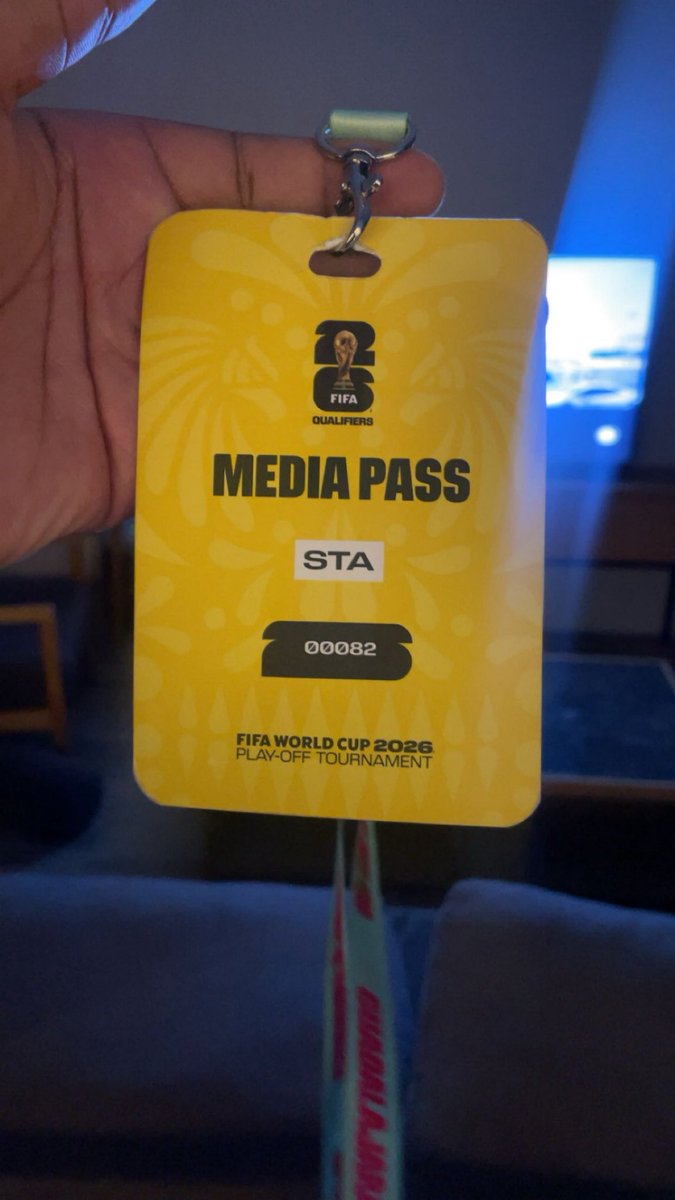 26
FIFA
QUALIFIERS
MEDIA PASS
STA
00082
FIFA WORLD CUP 2026
PLAY-OFF TOURNAMENT